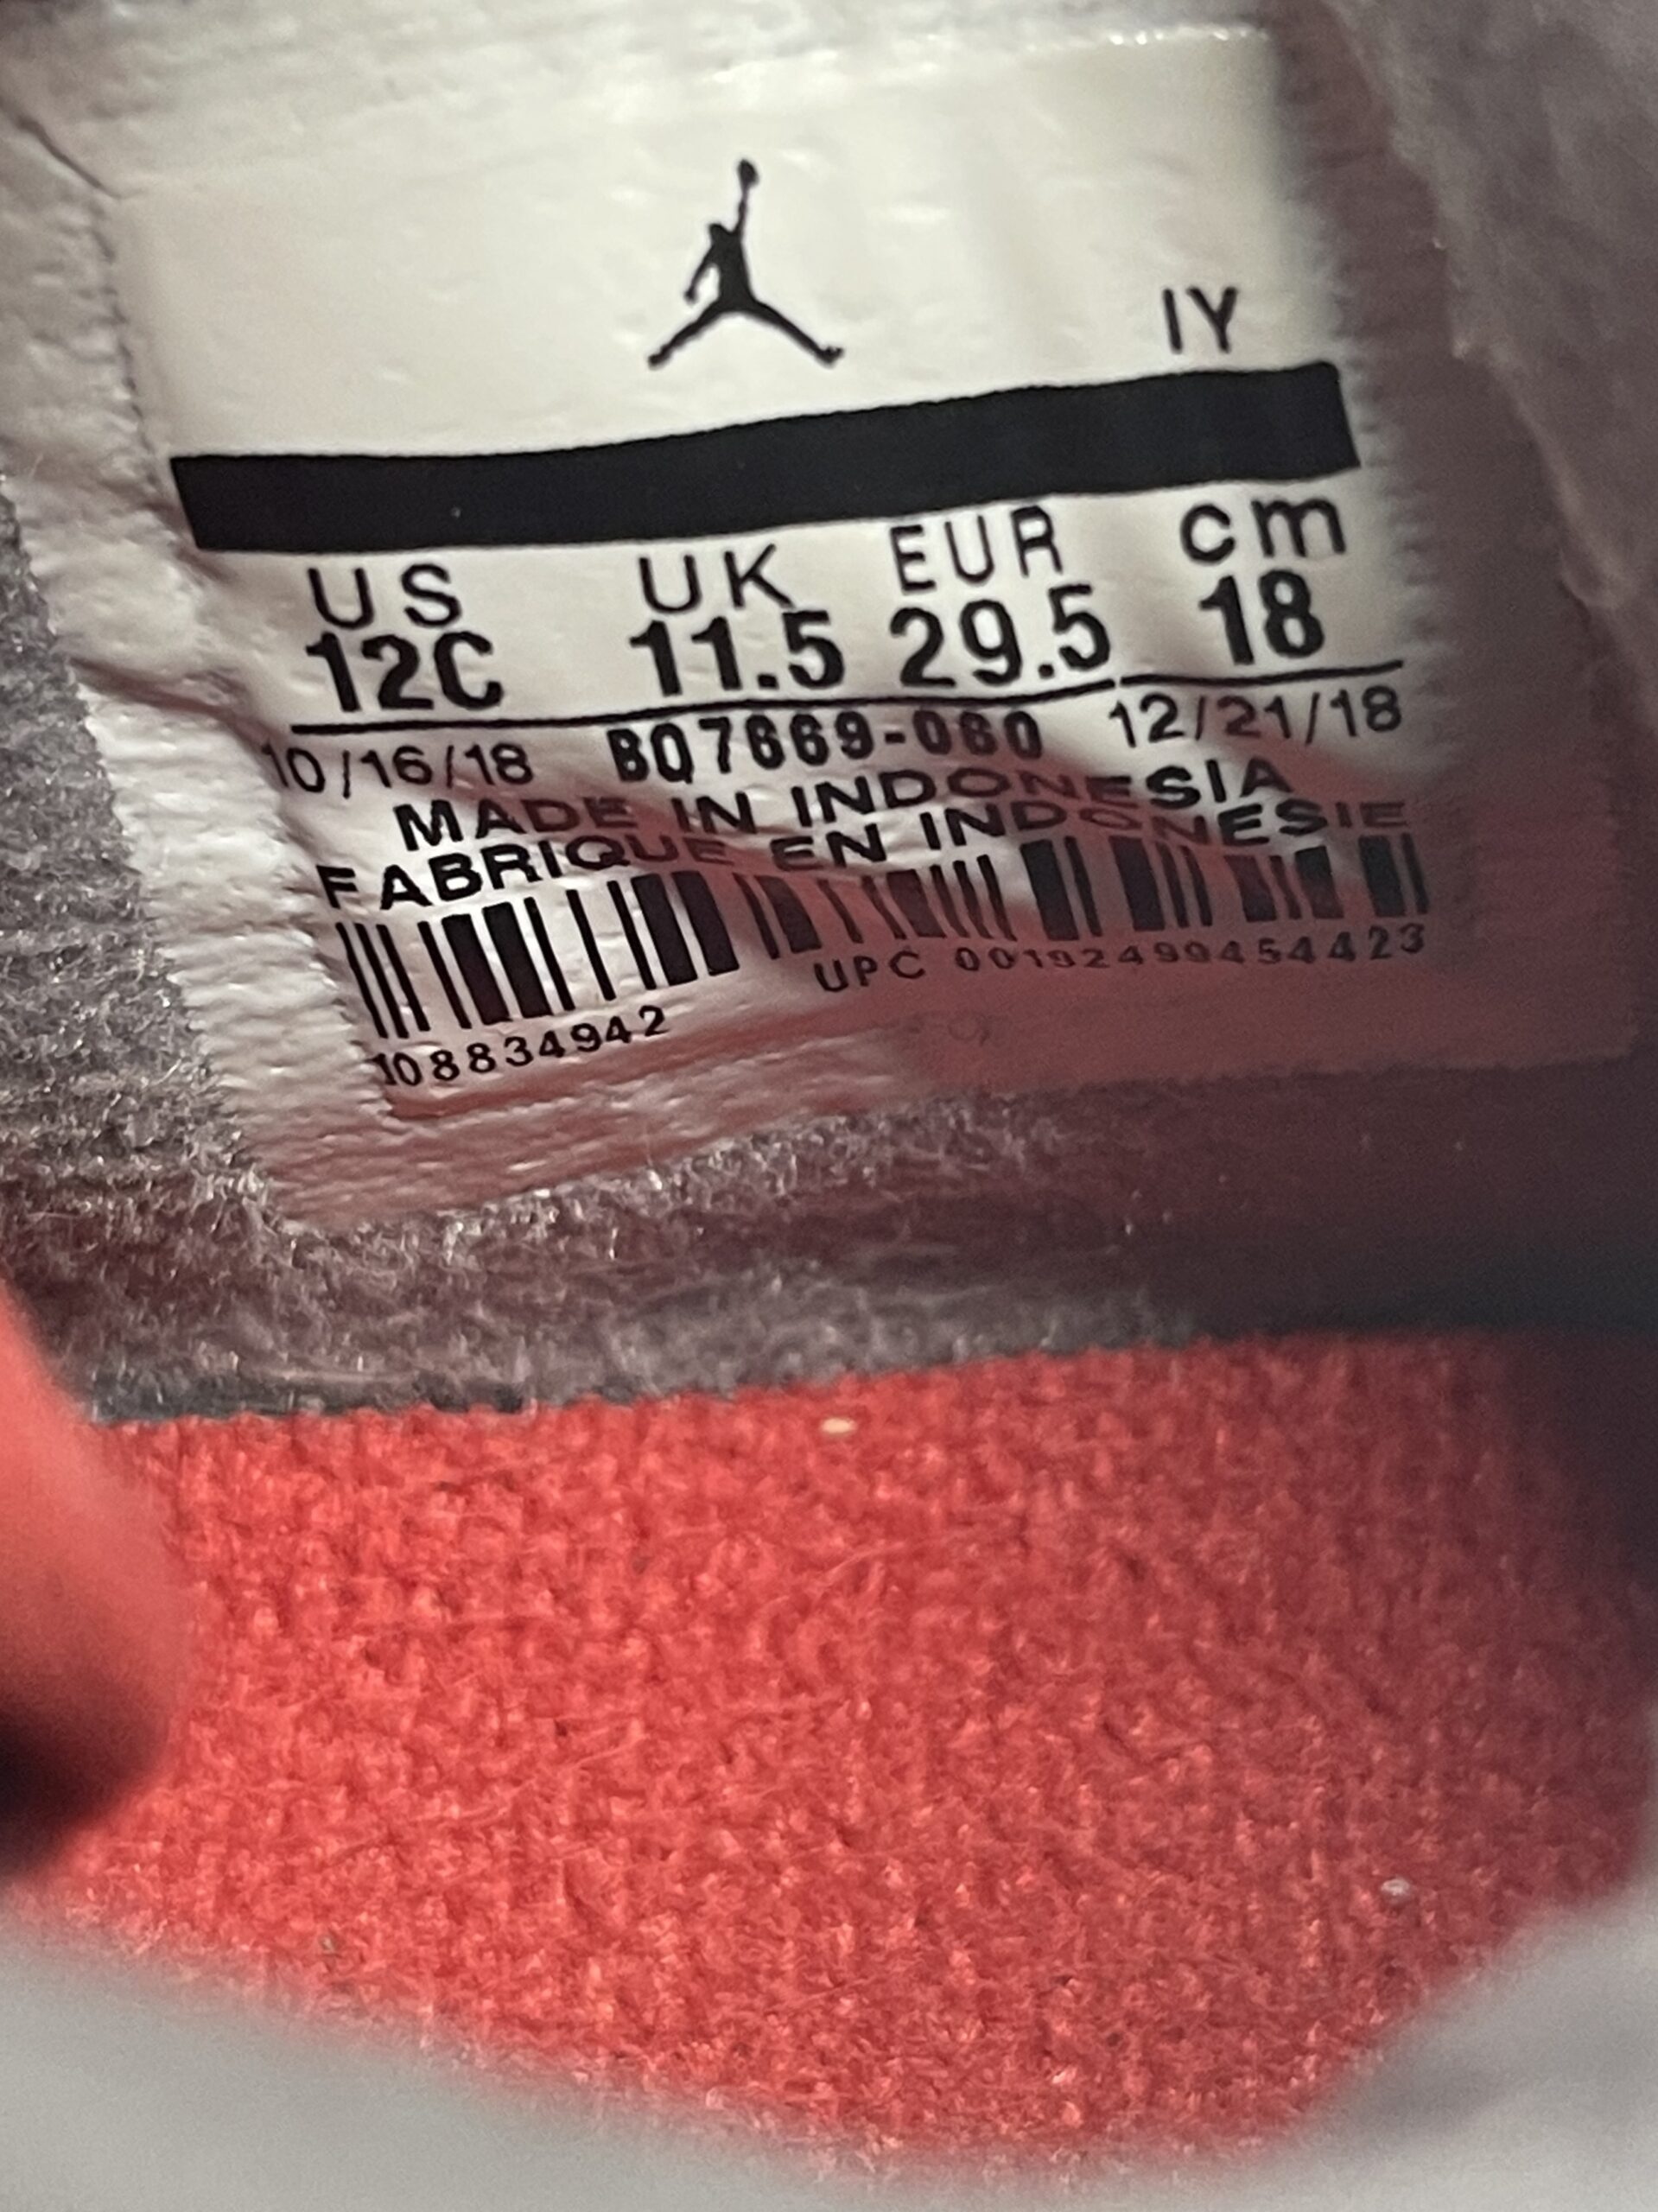 IY
US UK EUR cm
12C 11.5 29.5 18
10/16/18 BQ7669-060 12/21/18
MADE IN INDONESIA
FABRIQUE EN INDONESIE
UPC 00192499454423
108834942